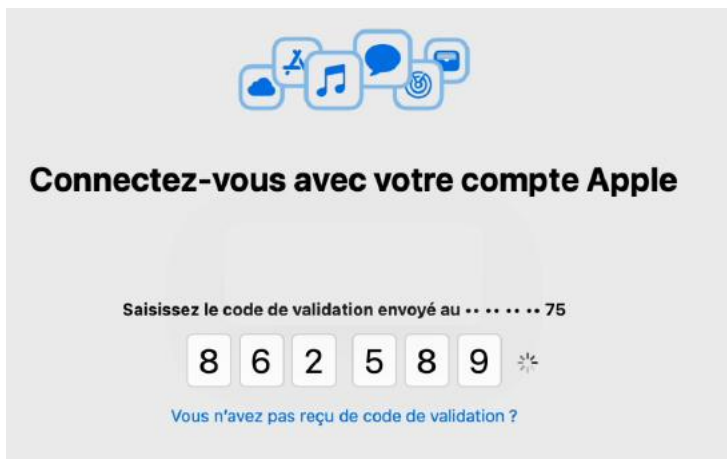 Connectez-vous avec votre compte Apple
Saisissez le code de validation envoyé au •• •• •• •• 75
8 6 2 5 8 9
Vous n'avez pas reçu de code de validation ?